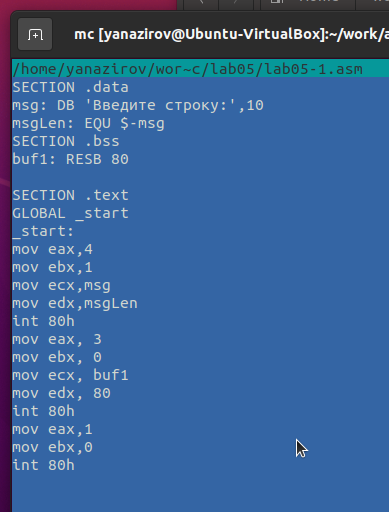 mc [yanazirov@Ubuntu-VirtualBox]:~/work/a
/home/yanazirov/wor~c/lab05/lab05-1.asm
SECTION .data
msg: DB 'Введите строку:',10
msgLen: EQU $-msg
SECTION .bss
buf1: RESB 80
SECTION .text
GLOBAL _start
_start:
mov eax,4
mov ebx,1
mov ecx,msg
mov edx,msgLen
int 80h
mov eax, 3
mov ebx, 0
mov ecx, buf1
mov edx, 80
int 80h
mov eax,1
mov ebx,0
int 80h